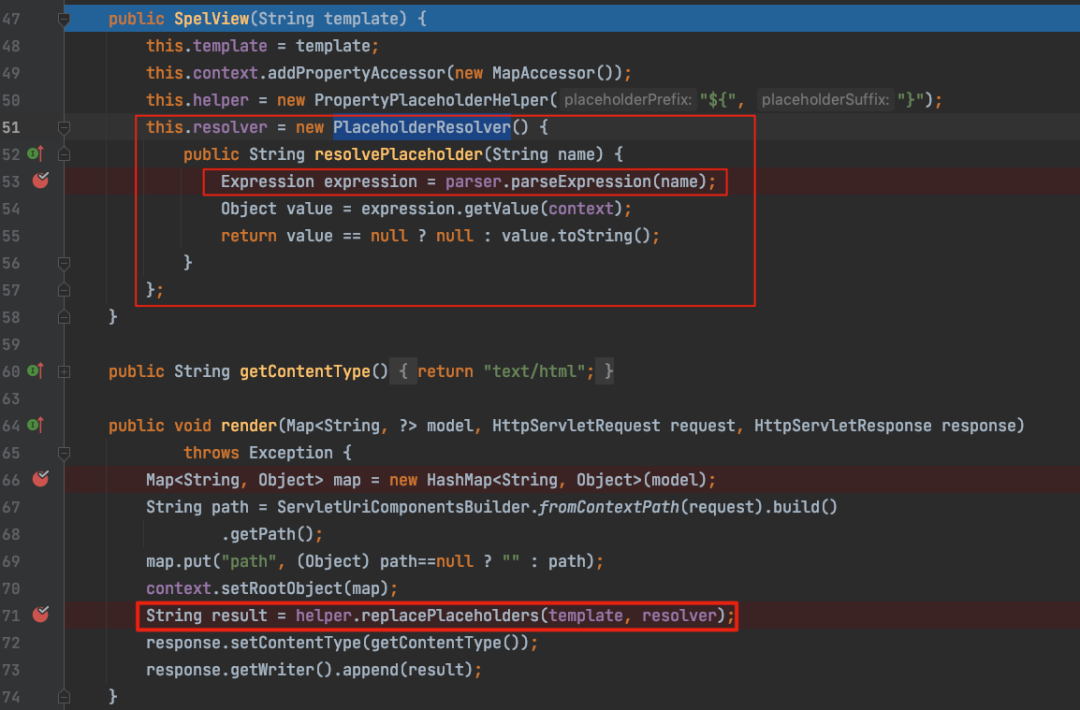 47 public SpelView(String template) {
48 this.template = template;
49 this.context.addPropertyAccessor(new MapAccessor());
50 this.helper = new PropertyPlaceholderHelper( placeholderPrefix: "${", placeholderSuffix: "}");
51 this.resolver = new PlaceholderResolver() {
52 public String resolvePlaceholder(String name) {
53 Expression expression = parser.parseExpression(name);
54 Object value = expression.getValue(context);
55 return value == null ? null : value.toString();
56 }
57 };
58 }
59
60 public String getContentType() { return "text/html"; }
63
64 public void render(Map<String, ?> model, HttpServletRequest request, HttpServletResponse response)
65 throws Exception {
66 Map<String, Object> map = new HashMap<String, Object>(model);
67 String path = ServletUriComponentsBuilder.fromContextPath(request).build()
68 .getPath();
69 map.put("path", (Object) path==null ? "" : path);
70 context.setRootObject(map);
71 String result = helper.replacePlaceholders(template, resolver);
72 response.setContentType(getContentType());
73 response.getWriter().append(result);
74 }